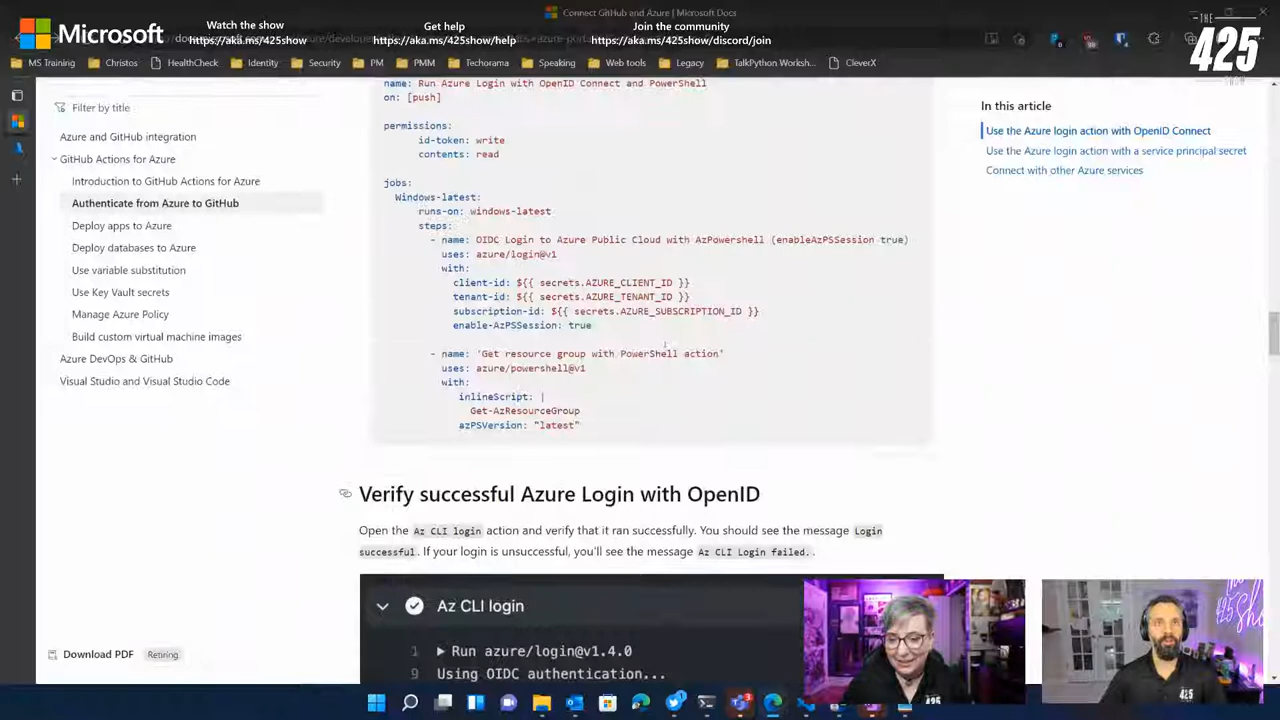 Connect GitHub and Azure | Microsoft Docs
Microsoft
Watch the show
https://aka.ms/425show
Get help
https://aka.ms/425show/help
Join the community
https://aka.ms/425show/discord/join
THE
425
SHOW
MS Training
Christos
HealthCheck
Identity
Security
PM
PMM
Techorama
Speaking
Web tools
Legacy
TalkPython Worksh...
CleverX
Filter by title
Azure and GitHub integration
GitHub Actions for Azure
Introduction to GitHub Actions for Azure
Authenticate from Azure to GitHub
Deploy apps to Azure
Deploy databases to Azure
Use variable substitution
Use Key Vault secrets
Manage Azure Policy
Build custom virtual machine images
Azure DevOps & GitHub
Visual Studio and Visual Studio Code
Download PDF Retiring
name: Run Azure Login with OpenID Connect and PowerShell
on: [push]
permissions:
id-token: write
contents: read
jobs:
Windows-latest:
runs-on: windows-latest
steps:
- name: OIDC Login to Azure Public Cloud with AzPowershell (enableAzPSSession true)
uses: azure/login@v1
with:
client-id: ${{ secrets.AZURE_CLIENT_ID }}
tenant-id: ${{ secrets.AZURE_TENANT_ID }}
subscription-id: ${{ secrets.AZURE_SUBSCRIPTION_ID }}
enable-AzPSSession: true
- name: 'Get resource group with PowerShell action'
uses: azure/powershell@v1
with:
inlineScript: |
Get-AzResourceGroup
azPSVersion: "latest"
Verify successful Azure Login with OpenID
Open the Az CLI login action and verify that it ran successfully. You should see the message Login
successful. If your login is unsuccessful, you'll see the message Az CLI Login failed..
Az CLI login
1 Run azure/login@v1.4.0
9 Using OIDC authentication...
In this article
Use the Azure login action with OpenID Connect
Use the Azure login action with a service principal secret
Connect with other Azure services
425